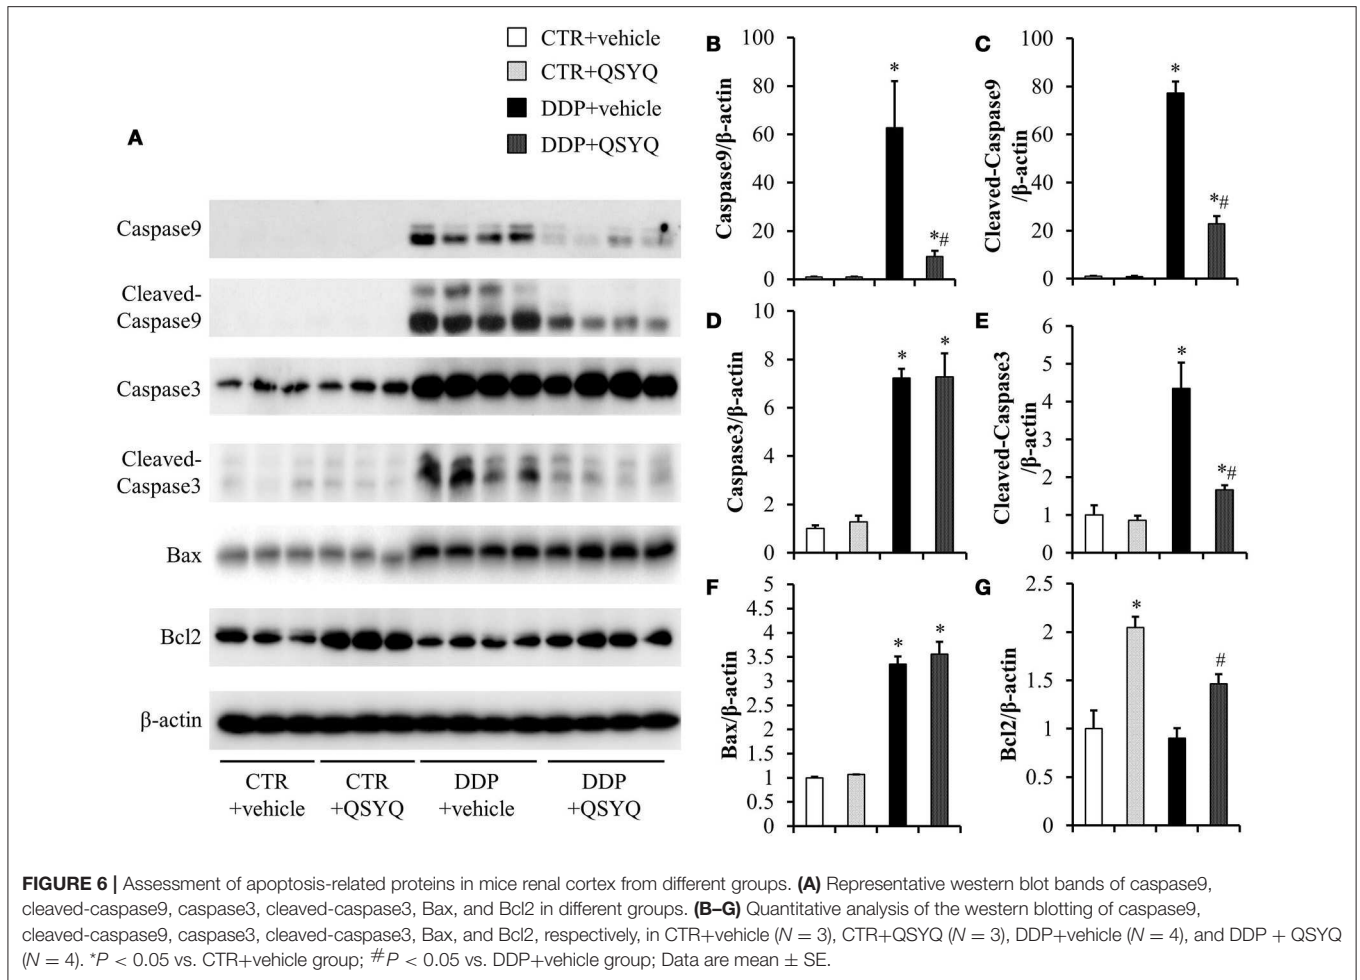 CTR+vehicle
CTR+QSYQ
DDP+vehicle
DDP+QSYQ
A
Caspase9
Cleaved-
Caspase9
Caspase3
Cleaved-
Caspase3
Bax
Bcl2
β-actin
CTR
+vehicle
CTR
+QSYQ
DDP
+vehicle
DDP
+QSYQ
B
Caspase9/β-actin
100
80
60
40
20
0
*
*#
C
Cleaved-Caspase9
/β-actin
100
80
60
40
20
0
*
*#
D
Caspase3/β-actin
10
8
6
4
2
0
*
*
E
Cleaved-Caspase3
/β-actin
6
5
4
3
2
1
0
*
*#
F
Bax/β-actin
5
4.5
4
3.5
3
2.5
2
1.5
1
0.5
0
*
*
G
Bcl2/β-actin
2.5
2
1.5
1
0.5
0
*
#
FIGURE 6 | Assessment of apoptosis-related proteins in mice renal cortex from different groups. (A) Representative western blot bands of caspase9,
cleaved-caspase9, caspase3, cleaved-caspase3, Bax, and Bcl2 in different groups. (B–G) Quantitative analysis of the western blotting of caspase9,
cleaved-caspase9, caspase3, cleaved-caspase3, Bax, and Bcl2, respectively, in CTR+vehicle (N = 3), CTR+QSYQ (N = 3), DDP+vehicle (N = 4), and DDP + QSYQ
(N = 4). *P < 0.05 vs. CTR+vehicle group; #P < 0.05 vs. DDP+vehicle group; Data are mean ± SE.